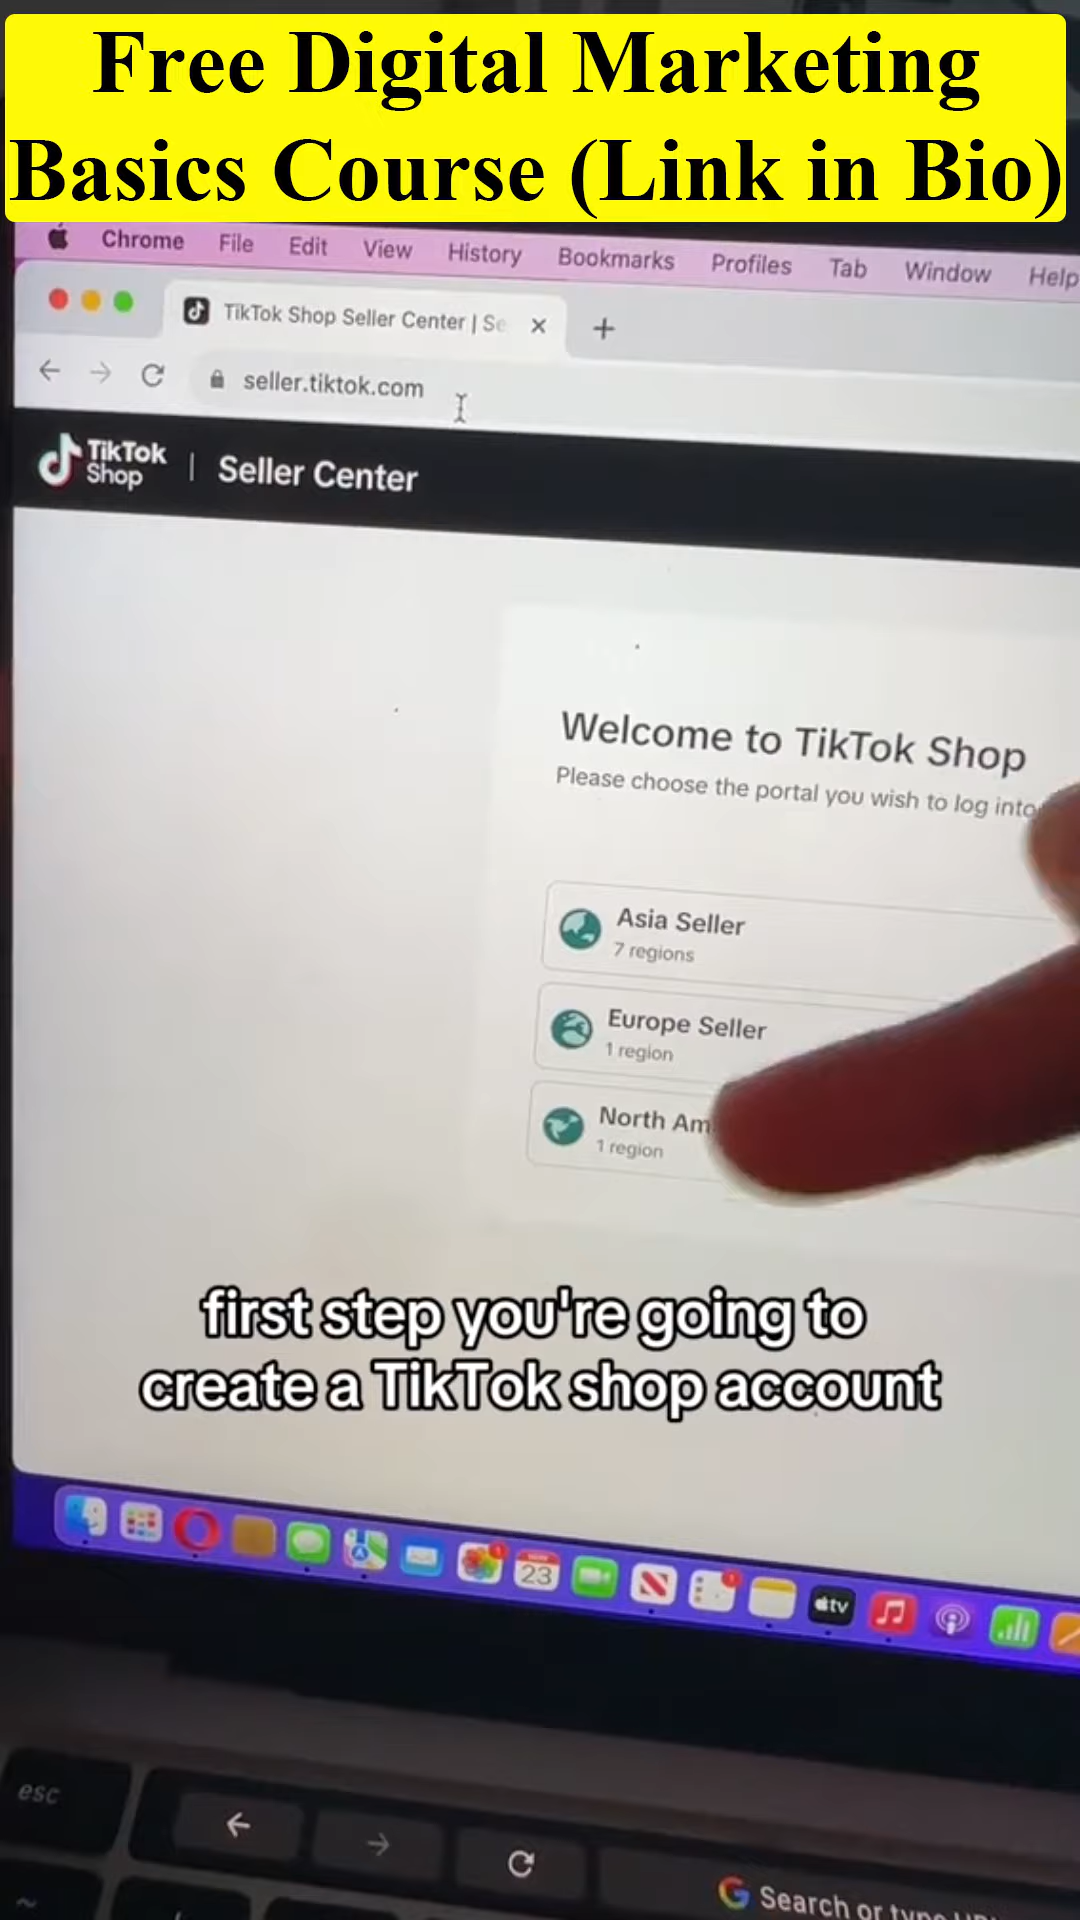 Free Digital Marketing
Basics Course (Link in Bio)
Chrome File Edit View History Bookmarks Profiles Tab Window Help
TikTok Shop Seller Center | Se
seller.tiktok.com
TikTok
Shop
Seller Center
Welcome to TikTok Shop
Please choose the portal you wish to log into
Asia Seller
7 regions
Europe Seller
1 region
North Am
1 region
first step you're going to
create a TikTok shop account
23
tv
esc
Search or type